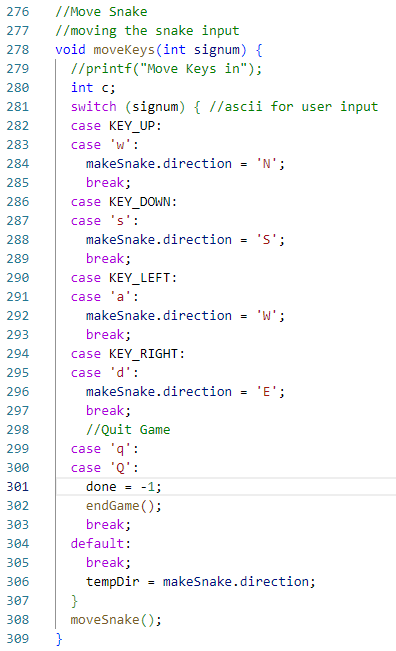 276 //Move Snake
277 //moving the snake input
278 void moveKeys(int signum) {
279 //printf("Move Keys in");
280 int c;
281 switch (signum) { //ascii for user input
282 case KEY_UP:
283 case 'w':
284 makeSnake.direction = 'N';
285 break;
286 case KEY_DOWN:
287 case 's':
288 makeSnake.direction = 'S';
289 break;
290 case KEY_LEFT:
291 case 'a':
292 makeSnake.direction = 'W';
293 break;
294 case KEY_RIGHT:
295 case 'd':
296 makeSnake.direction = 'E';
297 break;
298 //Quit Game
299 case 'q':
300 case 'Q':
301 done = -1;
302 endGame();
303 break;
304 default:
305 break;
306 tempDir = makeSnake.direction;
307 }
308 moveSnake();
309 }